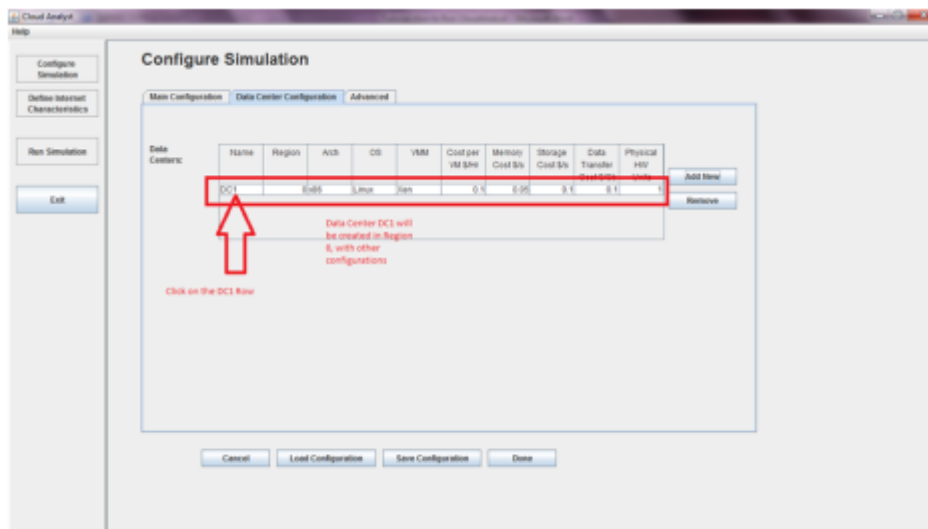 Cloud Analyst
Help
Configure Simulation
Configure
Simulation
Define Internet
Characteristics
Run Simulation
Exit
Main Configuration Data Center Configuration Advanced
Data
Centers:
Name Region Arch OS VMM Cost per
VM $/Hr Memory
Cost $/s Storage
Cost $/s Data
Transfer
Cost $/Gb Physical
HW
Units
DC1 0 x86 Linux Xen 0.1 0.05 0.1 0.1 1
Add New
Remove
Data Center DC1 will
be created in Region
0, with other
configurations
Click on the DC1 Row
Cancel Load Configuration Save Configuration Done